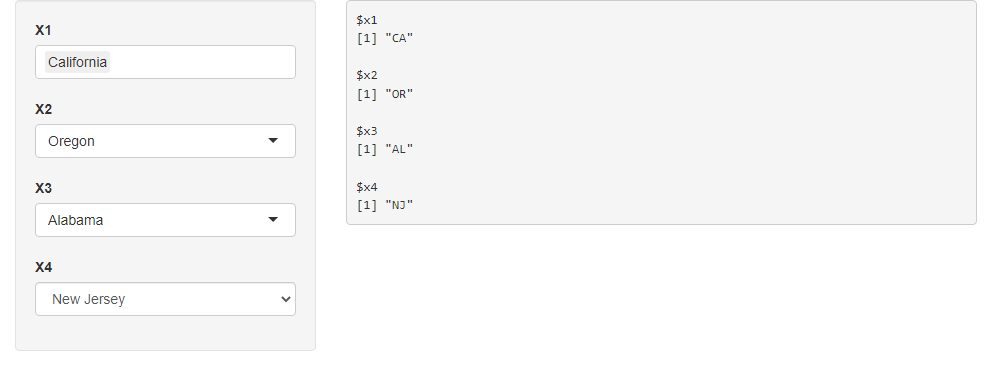 X1
California
X2
Oregon
X3
Alabama
X4
New Jersey
$x1
[1] "CA"
$x2
[1] "OR"
$x3
[1] "AL"
$x4
[1] "NJ"